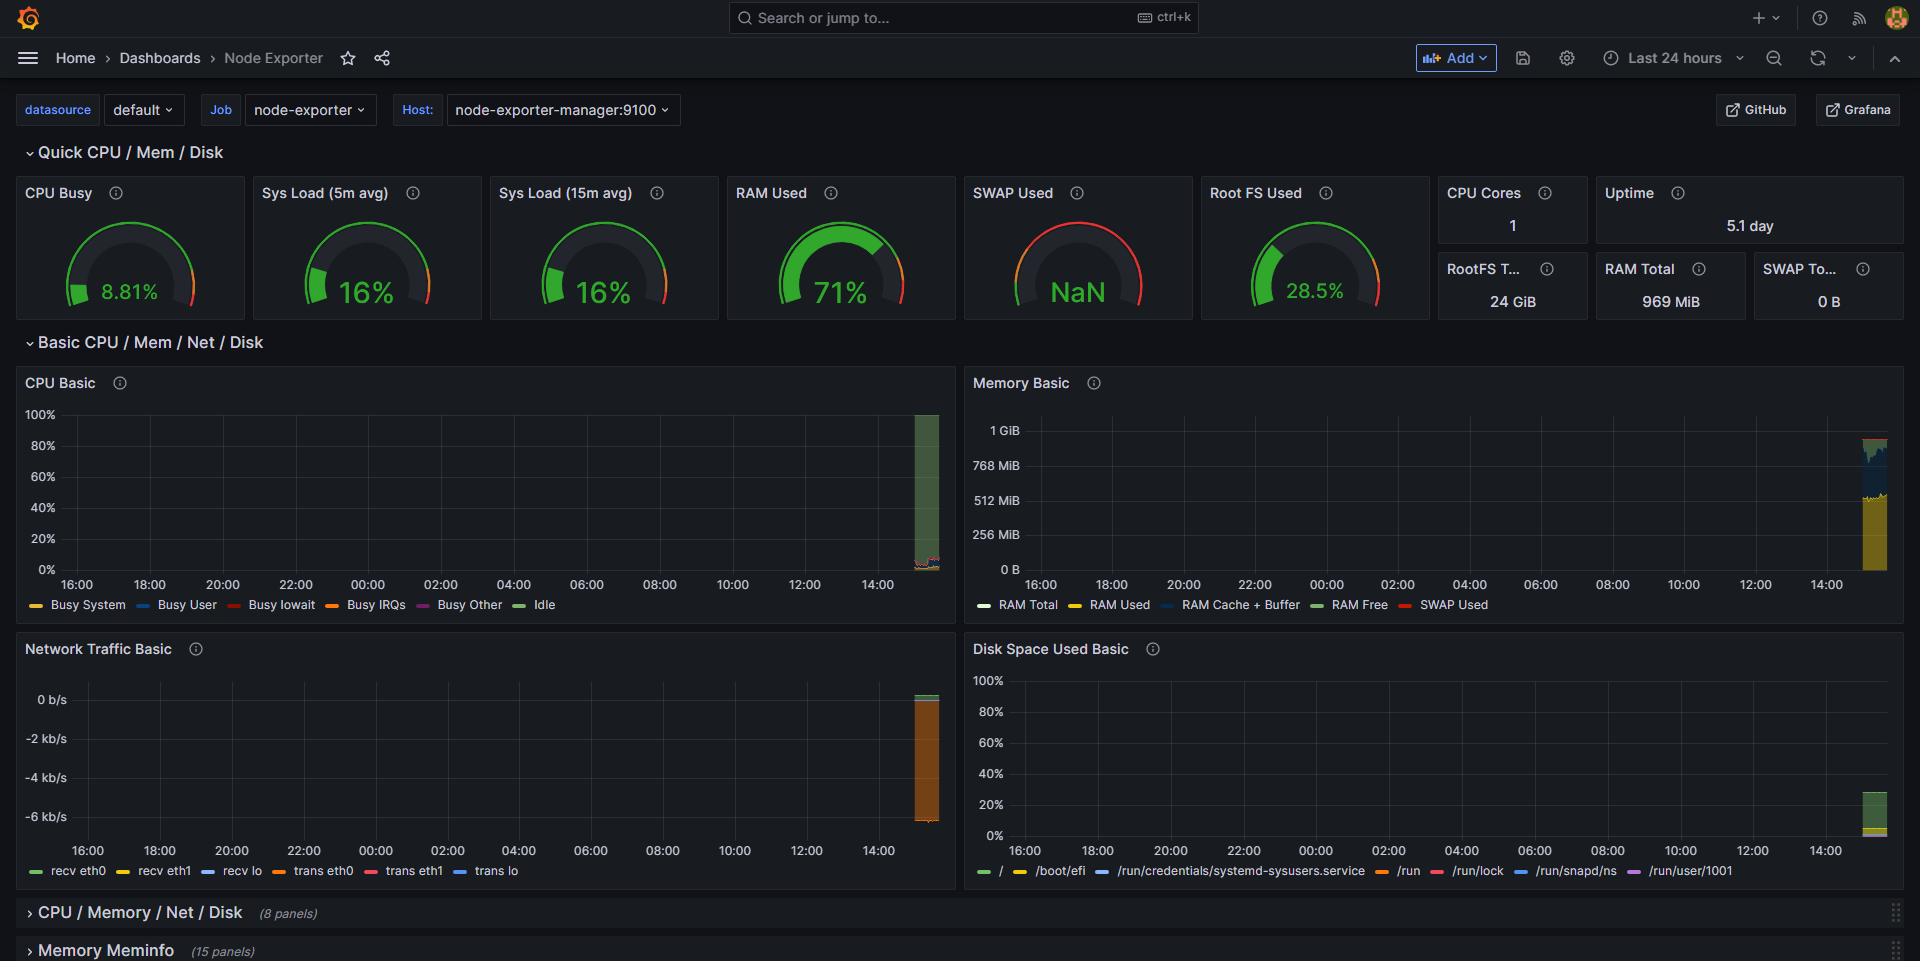 Search or jump to... ctrl+k
Home › Dashboards › Node Exporter Add Last 24 hours
datasource default Job node-exporter Host: node-exporter-manager:9100 GitHub Grafana
Quick CPU / Mem / Disk
CPU Busy Sys Load (5m avg) Sys Load (15m avg) RAM Used SWAP Used Root FS Used CPU Cores Uptime
1 5.1 day
RootFS T... RAM Total SWAP To...
8.81% 16% 16% 71% NaN 28.5% 24 GiB 969 MiB 0 B
Basic CPU / Mem / Net / Disk
CPU Basic
100%
80%
60%
40%
20%
0%
16:00 18:00 20:00 22:00 00:00 02:00 04:00 06:00 08:00 10:00 12:00 14:00
Busy System Busy User Busy Iowait Busy IRQs Busy Other Idle
Memory Basic
1 GiB
768 MiB
512 MiB
256 MiB
0 B
16:00 18:00 20:00 22:00 00:00 02:00 04:00 06:00 08:00 10:00 12:00 14:00
RAM Total RAM Used RAM Cache + Buffer RAM Free SWAP Used
Network Traffic Basic
0 b/s
-2 kb/s
-4 kb/s
-6 kb/s
16:00 18:00 20:00 22:00 00:00 02:00 04:00 06:00 08:00 10:00 12:00 14:00
recv eth0 recv eth1 recv lo trans eth0 trans eth1 trans lo
Disk Space Used Basic
100%
80%
60%
40%
20%
0%
16:00 18:00 20:00 22:00 00:00 02:00 04:00 06:00 08:00 10:00 12:00 14:00
/ /boot/efi /run/credentials/systemd-sysusers.service /run /run/lock /run/snapd/ns /run/user/1001
CPU / Memory / Net / Disk (8 panels)
Memory Meminfo (15 panels)